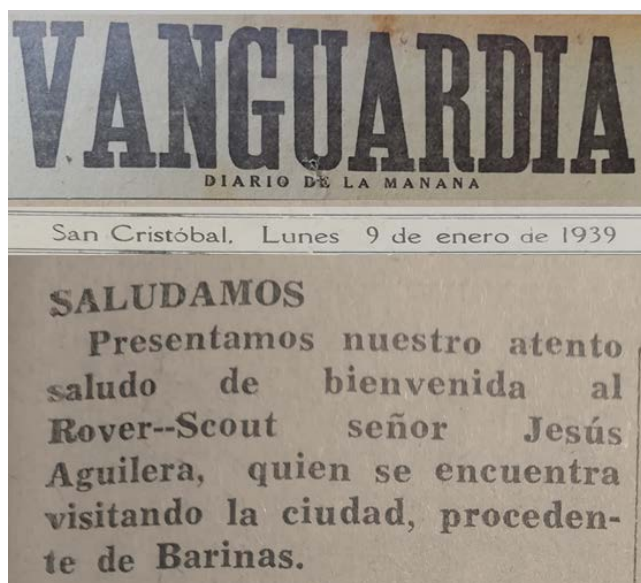 VANGUARDIA
DIARIO DE LA MANANA
San Cristóbal, Lunes 9 de enero de 1939
SALUDAMOS
Presentamos nuestro atento
saludo de bienvenida al
Rover--Scout señor Jesús
Aguilera, quien se encuentra
visitando la ciudad, proceden-
te de Barinas.